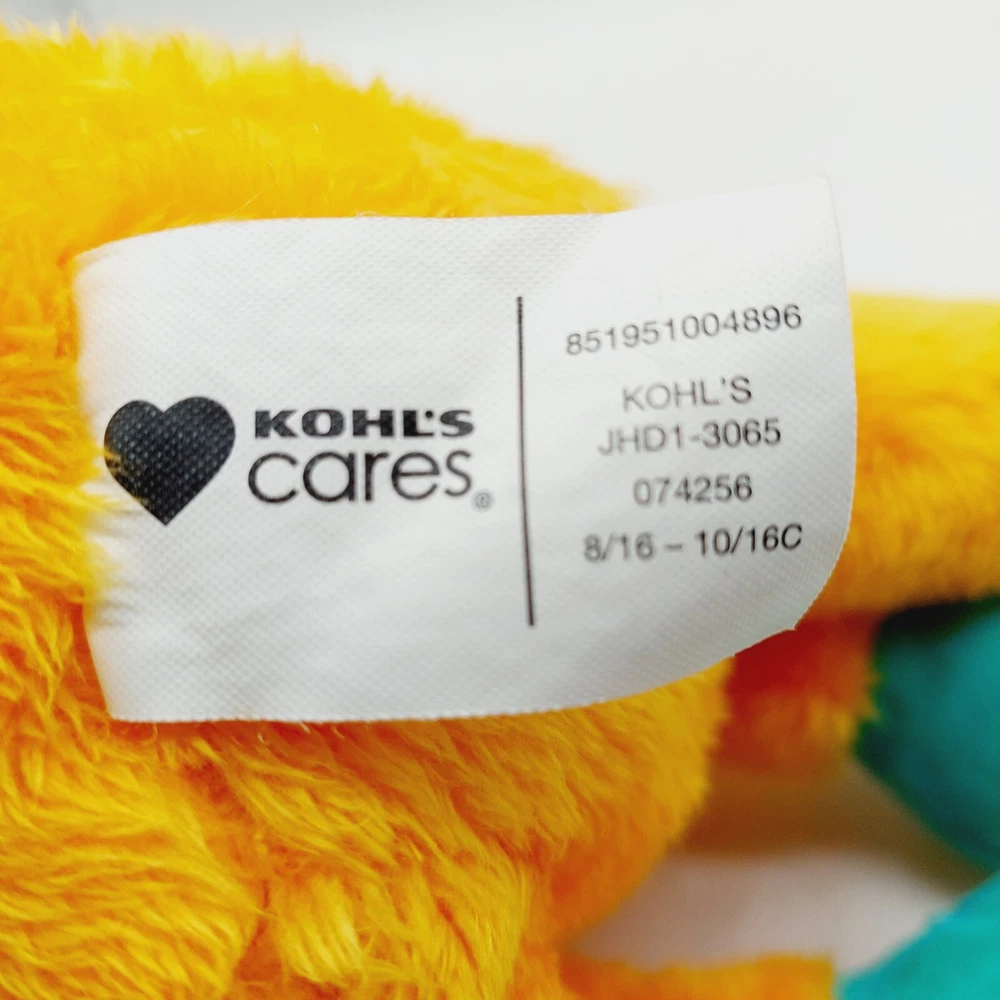 KOHL'S
cares®
851951004896
KOHL'S
JHD1-3065
074256
8/16 – 10/16C